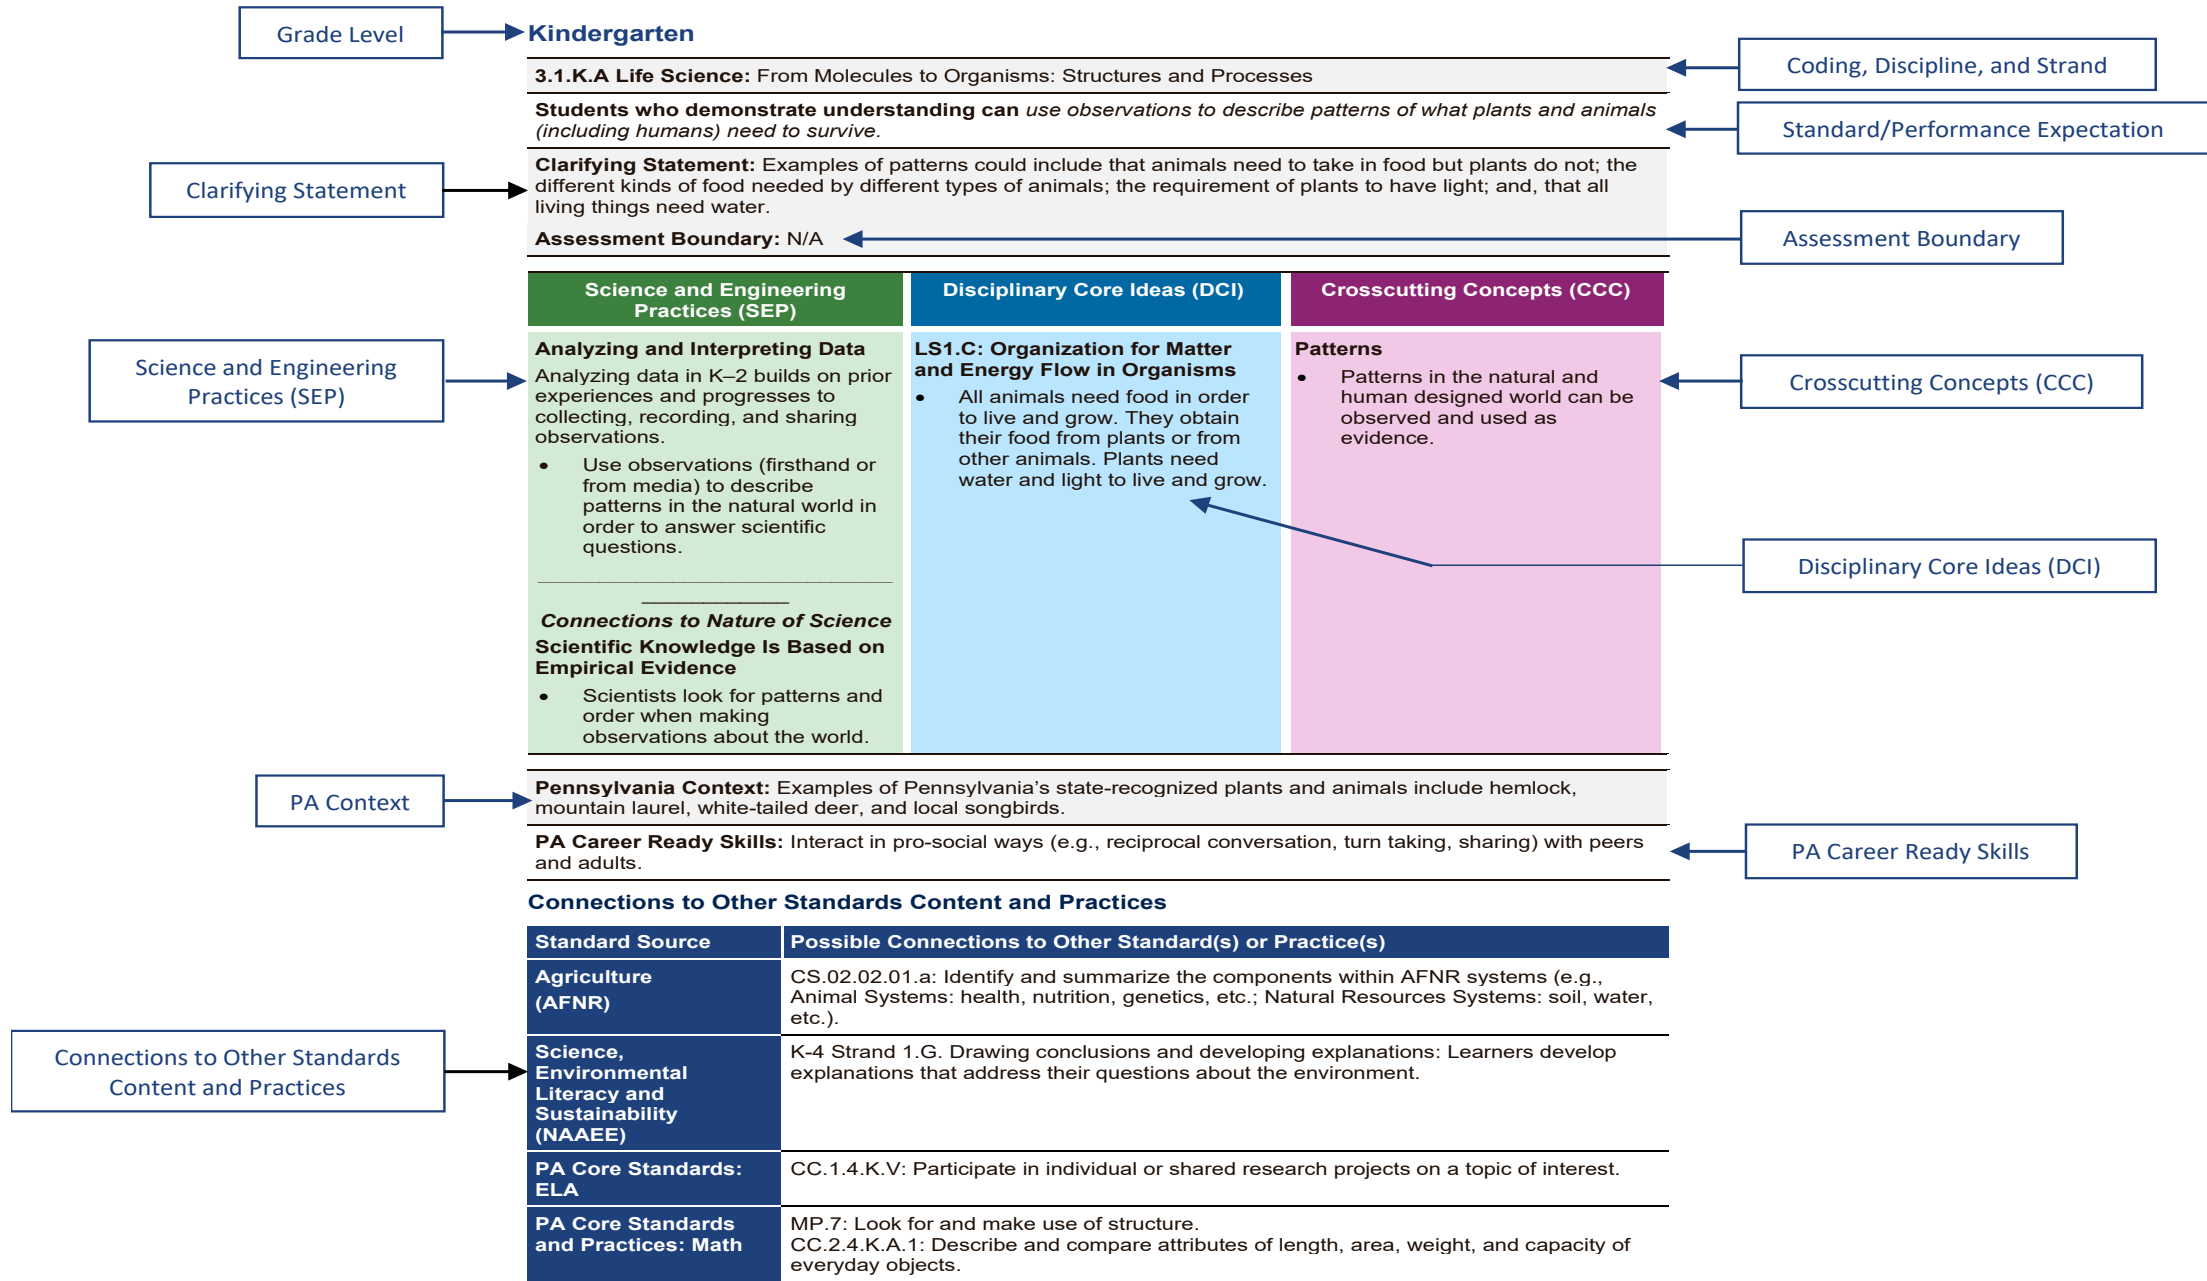 Grade Level
Kindergarten
3.1.K.A Life Science: From Molecules to Organisms: Structures and Processes
Coding, Discipline, and Strand
Students who demonstrate understanding can use observations to describe patterns of what plants and animals
(including humans) need to survive.
Standard/Performance Expectation
Clarifying Statement
Clarifying Statement: Examples of patterns could include that animals need to take in food but plants do not; the
different kinds of food needed by different types of animals; the requirement of plants to have light; and, that all
living things need water.
Assessment Boundary: N/A
Assessment Boundary
Science and Engineering
Practices (SEP)
Disciplinary Core Ideas (DCI)
Crosscutting Concepts (CCC)
Science and Engineering
Practices (SEP)
Analyzing and Interpreting Data
Analyzing data in K–2 builds on prior
experiences and progresses to
collecting, recording, and sharing
observations.
• Use observations (firsthand or
from media) to describe
patterns in the natural world in
order to answer scientific
questions.
Connections to Nature of Science
Scientific Knowledge Is Based on
Empirical Evidence
• Scientists look for patterns and
order when making
observations about the world.
LS1.C: Organization for Matter
and Energy Flow in Organisms
• All animals need food in order
to live and grow. They obtain
their food from plants or from
other animals. Plants need
water and light to live and grow.
Patterns
• Patterns in the natural and
human designed world can be
observed and used as
evidence.
Crosscutting Concepts (CCC)
Disciplinary Core Ideas (DCI)
PA Context
Pennsylvania Context: Examples of Pennsylvania’s state-recognized plants and animals include hemlock,
mountain laurel, white-tailed deer, and local songbirds.
PA Career Ready Skills: Interact in pro-social ways (e.g., reciprocal conversation, turn taking, sharing) with peers
and adults.
PA Career Ready Skills
Connections to Other Standards Content and Practices
Standard Source
Possible Connections to Other Standard(s) or Practice(s)
Agriculture
(AFNR)
CS.02.02.01.a: Identify and summarize the components within AFNR systems (e.g.,
Animal Systems: health, nutrition, genetics, etc.; Natural Resources Systems: soil, water,
etc.).
Connections to Other Standards
Content and Practices
Science,
Environmental
Literacy and
Sustainability
(NAAEE)
K-4 Strand 1.G. Drawing conclusions and developing explanations: Learners develop
explanations that address their questions about the environment.
PA Core Standards:
ELA
CC.1.4.K.V: Participate in individual or shared research projects on a topic of interest.
PA Core Standards
and Practices: Math
MP.7: Look for and make use of structure.
CC.2.4.K.A.1: Describe and compare attributes of length, area, weight, and capacity of
everyday objects.